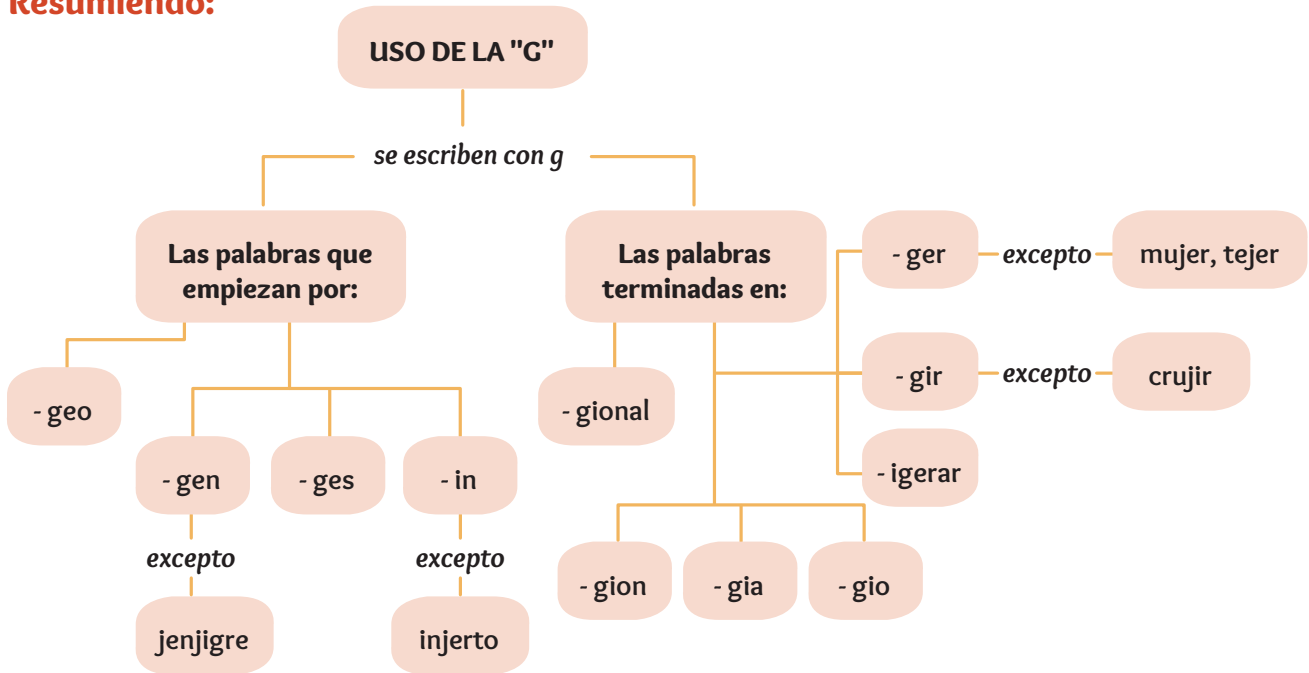 Resumiendo:
USO DE LA "G"
se escriben con g
Las palabras que
empiezan por:
- geo
- gen
- ges
- in
excepto
excepto
jenjigre
injerto
Las palabras
terminadas en:
- gional
- ger
excepto
mujer, tejer
- gir
excepto
crujir
- igerar
- gion
- gia
- gio